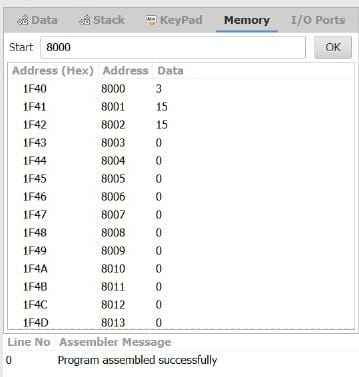 Data Stack KeyPad Memory I/O Ports
Start 8000 OK
Address (Hex) Address Data
1F40 8000 3
1F41 8001 15
1F42 8002 15
1F43 8003 0
1F44 8004 0
1F45 8005 0
1F46 8006 0
1F47 8007 0
1F48 8008 0
1F49 8009 0
1F4A 8010 0
1F4B 8011 0
1F4C 8012 0
1F4D 8013 0
Line No Assembler Message
0 Program assembled successfully